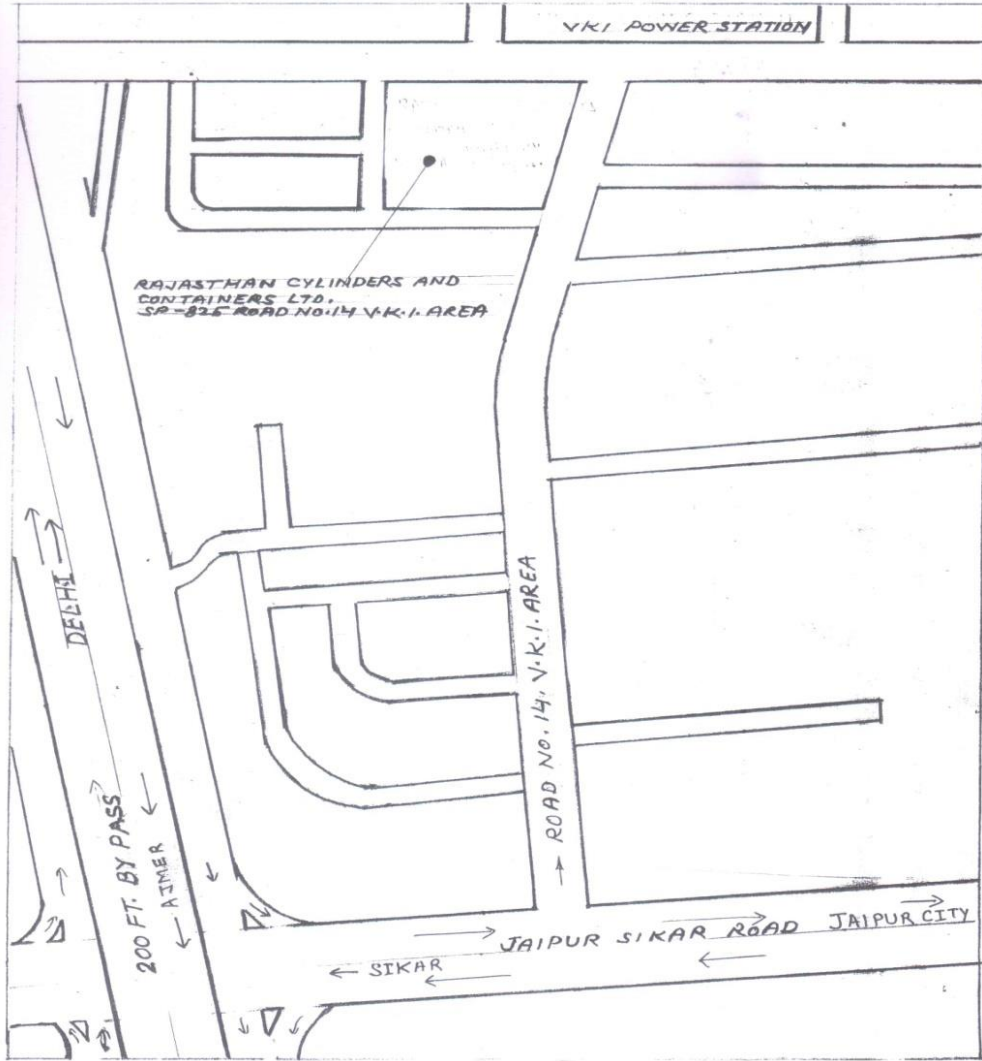 VKI POWER STATION
RAJASTHAN CYLINDERS AND
CONTAINERS LTD.
SP-825 ROAD NO.14 V.K.I. AREA
DELHI
ROAD NO. 14, V.K.I. AREA
200 FT. BY PASS
AJMER
JAIPUR SIKAR ROAD
JAIPUR CITY
SIKAR